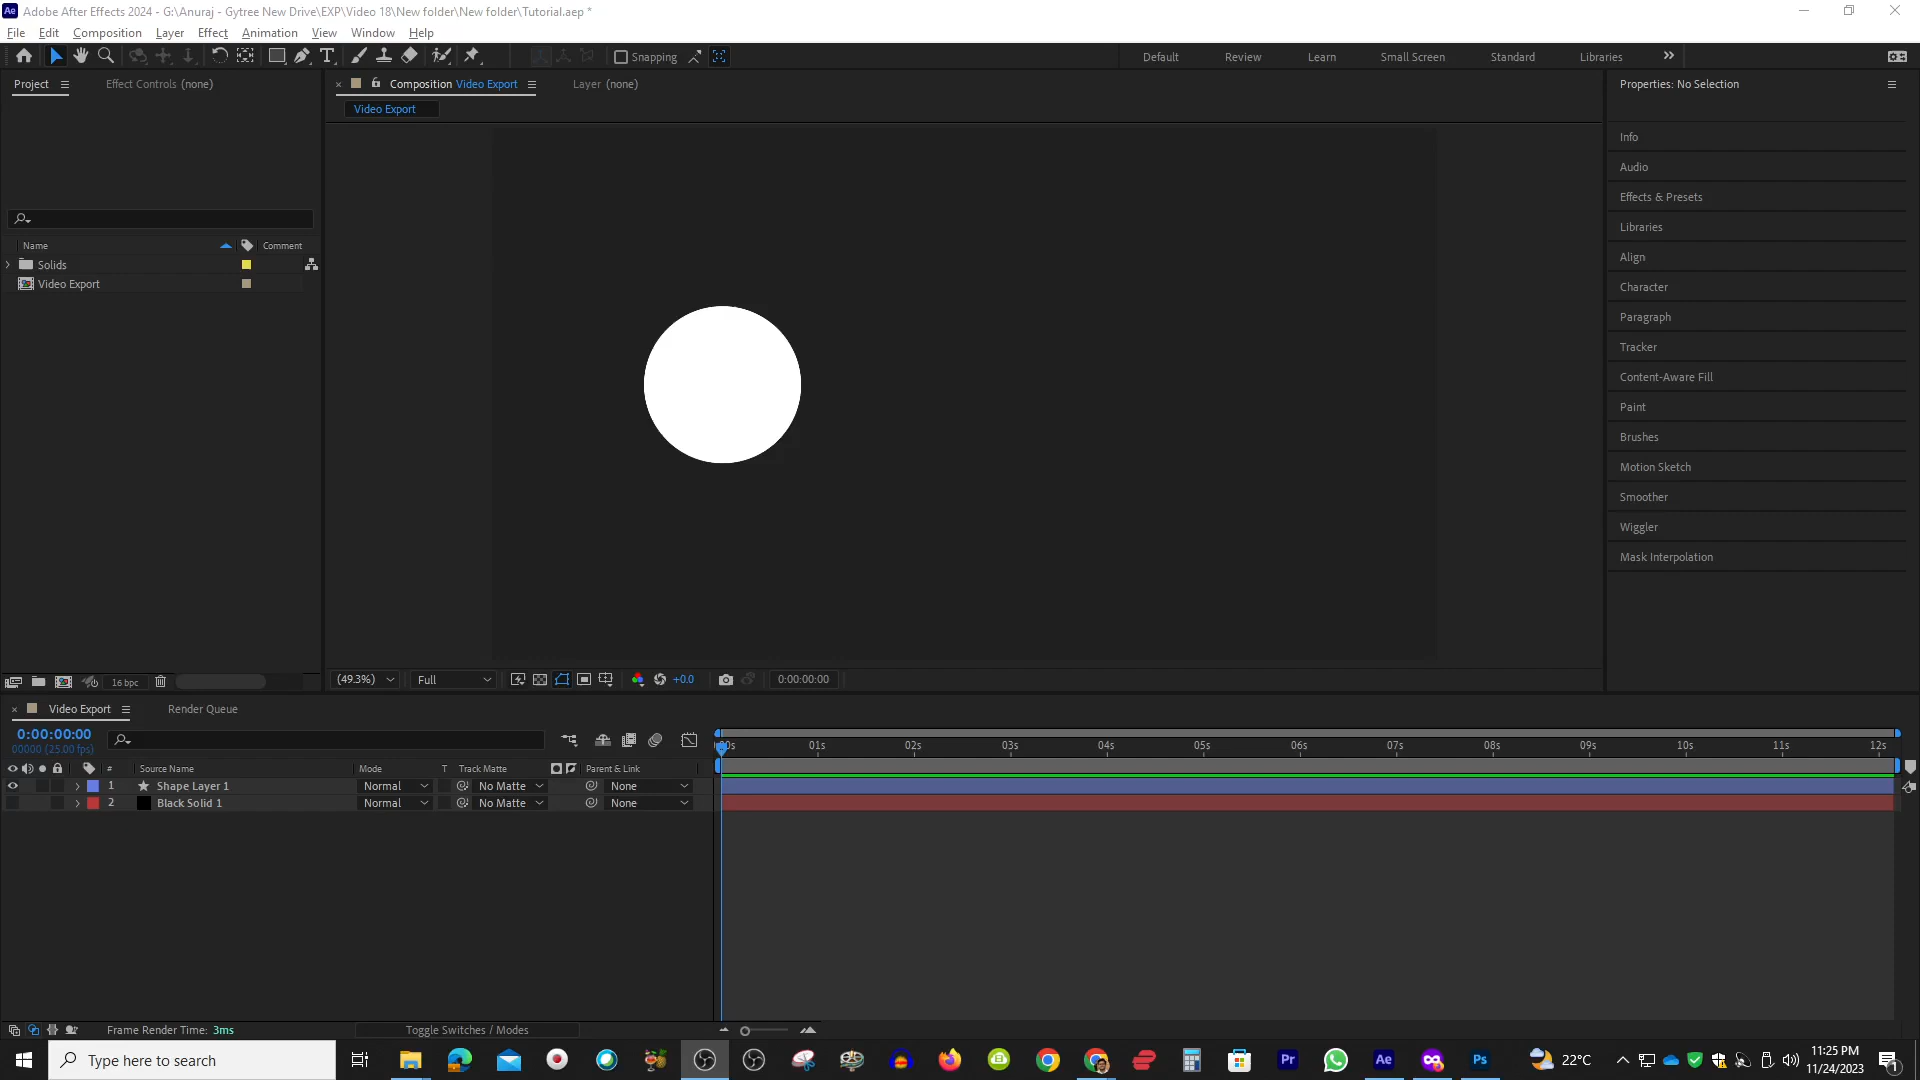 Adobe After Effects 2024 - G:\Anuraj - Gytree New Drive\EXP\Video 18\New folder\New folder\Tutorial.aep *
File Edit Composition Layer Effect Animation View Window Help
Snapping Default Review Learn Small Screen Standard Libraries
Project Effect Controls (none) Composition Video Export Layer (none) Properties: No Selection
Video Export
Info
Audio
Effects & Presets
Libraries
Align
Character
Paragraph
Tracker
Content-Aware Fill
Paint
Brushes
Motion Sketch
Smoother
Wiggler
Mask Interpolation
Name Comment
Solids
Video Export
16 bpc (49.3%) Full +0.0 0:00:00:00
Video Export Render Queue
0:00:00:00
00000 (25.00 fps) 01s 02s 03s 04s 05s 06s 07s 08s 09s 10s 11s 12s
# Source Name Mode T Track Matte Parent & Link
1 Shape Layer 1 Normal No Matte None
2 Black Solid 1 Normal No Matte None
Frame Render Time: 3ms Toggle Switches / Modes
Type here to search Pr Ae Ps 22°C 11:25 PM
11/24/2023 1